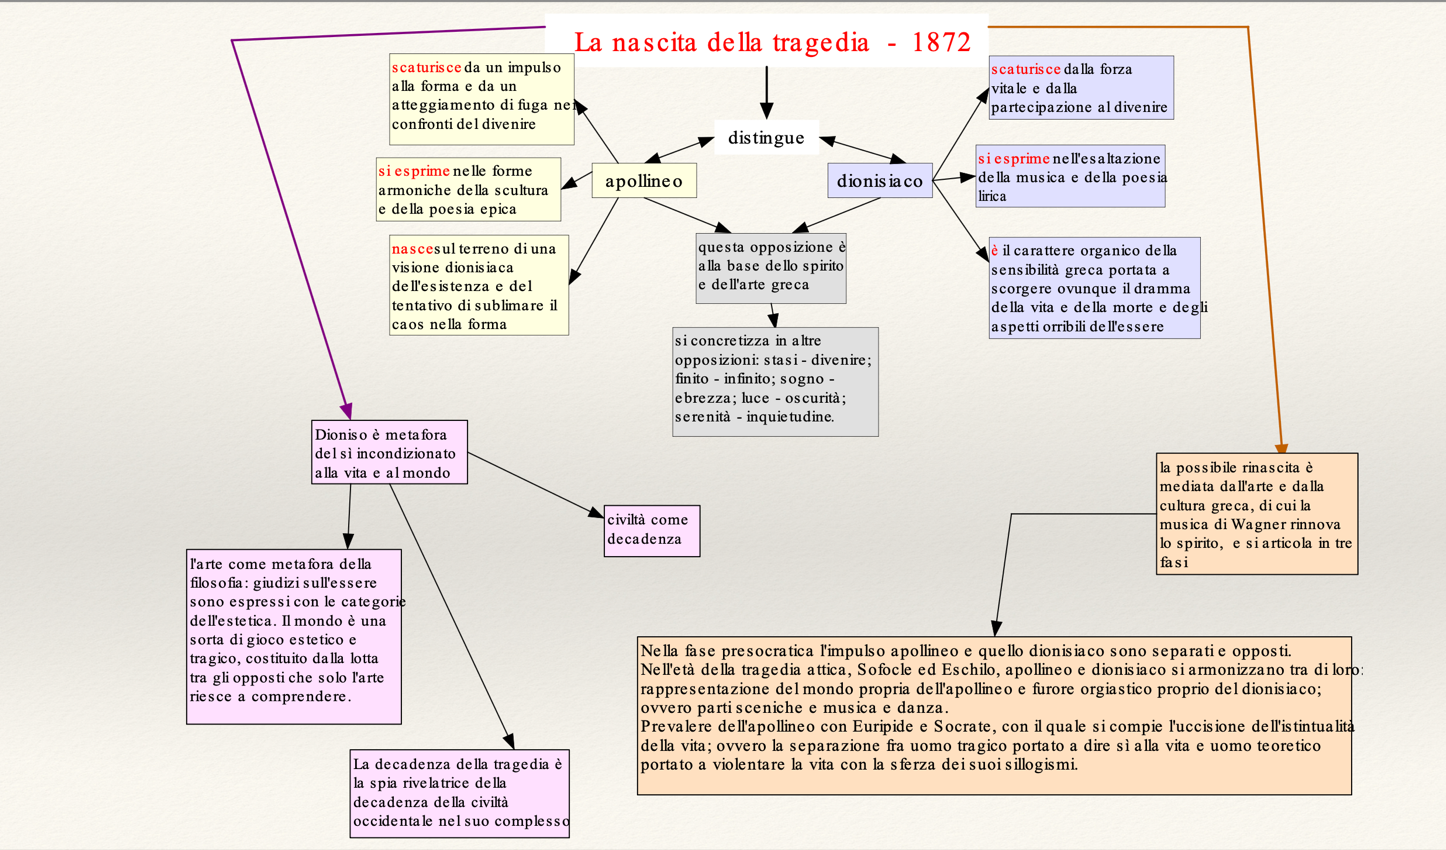 La nascita della tragedia - 1872
scaturisce da un impulso
alla forma e da un
atteggiamento di fuga nei
confronti del divenire
scaturisce dalla forza
vitale e dalla
partecipazione al divenire
distingue
si esprime nelle forme
armoniche della scultura
e della poesia epica
apollineo
dionisiaco
si esprime nell'esaltazione
della musica e della poesia
lirica
nasce sul terreno di una
visione dionisiaca
dell'esistenza e del
tentativo di sublimare il
caos nella forma
questa opposizione è
alla base dello spirito
e dell'arte greca
è il carattere organico della
sensibilità greca portata a
scorgere ovunque il dramma
della vita e della morte e degli
aspetti orribili dell'essere
si concretizza in altre
opposizioni: stasi - divenire;
finito - infinito; sogno -
ebrezza; luce - oscurità;
serenità - inquietudine.
Dioniso è metafora
del sì incondizionato
alla vita e al mondo
la possibile rinascita è
mediata dall'arte e dalla
cultura greca, di cui la
musica di Wagner rinnova
lo spirito, e si articola in tre
fasi
civiltà come
decadenza
l'arte come metafora della
filosofia: giudizi sull'essere
sono espressi con le categorie
dell'estetica. Il mondo è una
sorta di gioco estetico e
tragico, costituito dalla lotta
tra gli opposti che solo l'arte
riesce a comprendere.
Nella fase presocratica l'impulso apollineo e quello dionisiaco sono separati e opposti.
Nell'età della tragedia attica, Sofocle ed Eschilo, apollineo e dionisiaco si armonizzano tra di loro:
rappresentazione del mondo propria dell'apollineo e furore orgiastico proprio del dionisiaco;
ovvero parti sceniche e musica e danza.
Prevalere dell'apollineo con Euripide e Socrate, con il quale si compie l'uccisione dell'istintualità
della vita; ovvero la separazione fra uomo tragico portato a dire sì alla vita e uomo teoretico
portato a violentare la vita con la sferza dei suoi sillogismi.
La decadenza della tragedia è
la spia rivelatrice della
decadenza della civiltà
occidentale nel suo complesso